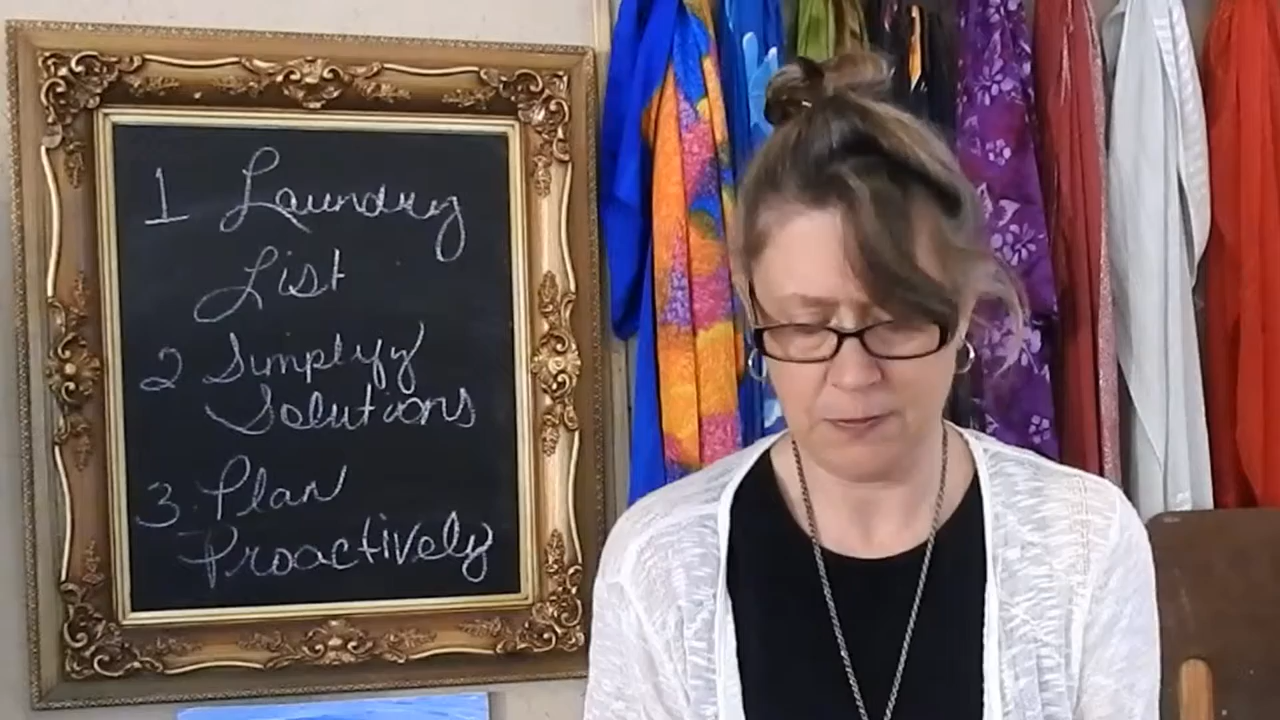 1 Laundry
List
2 Simplify
Solutions
3 Plan
Proactively